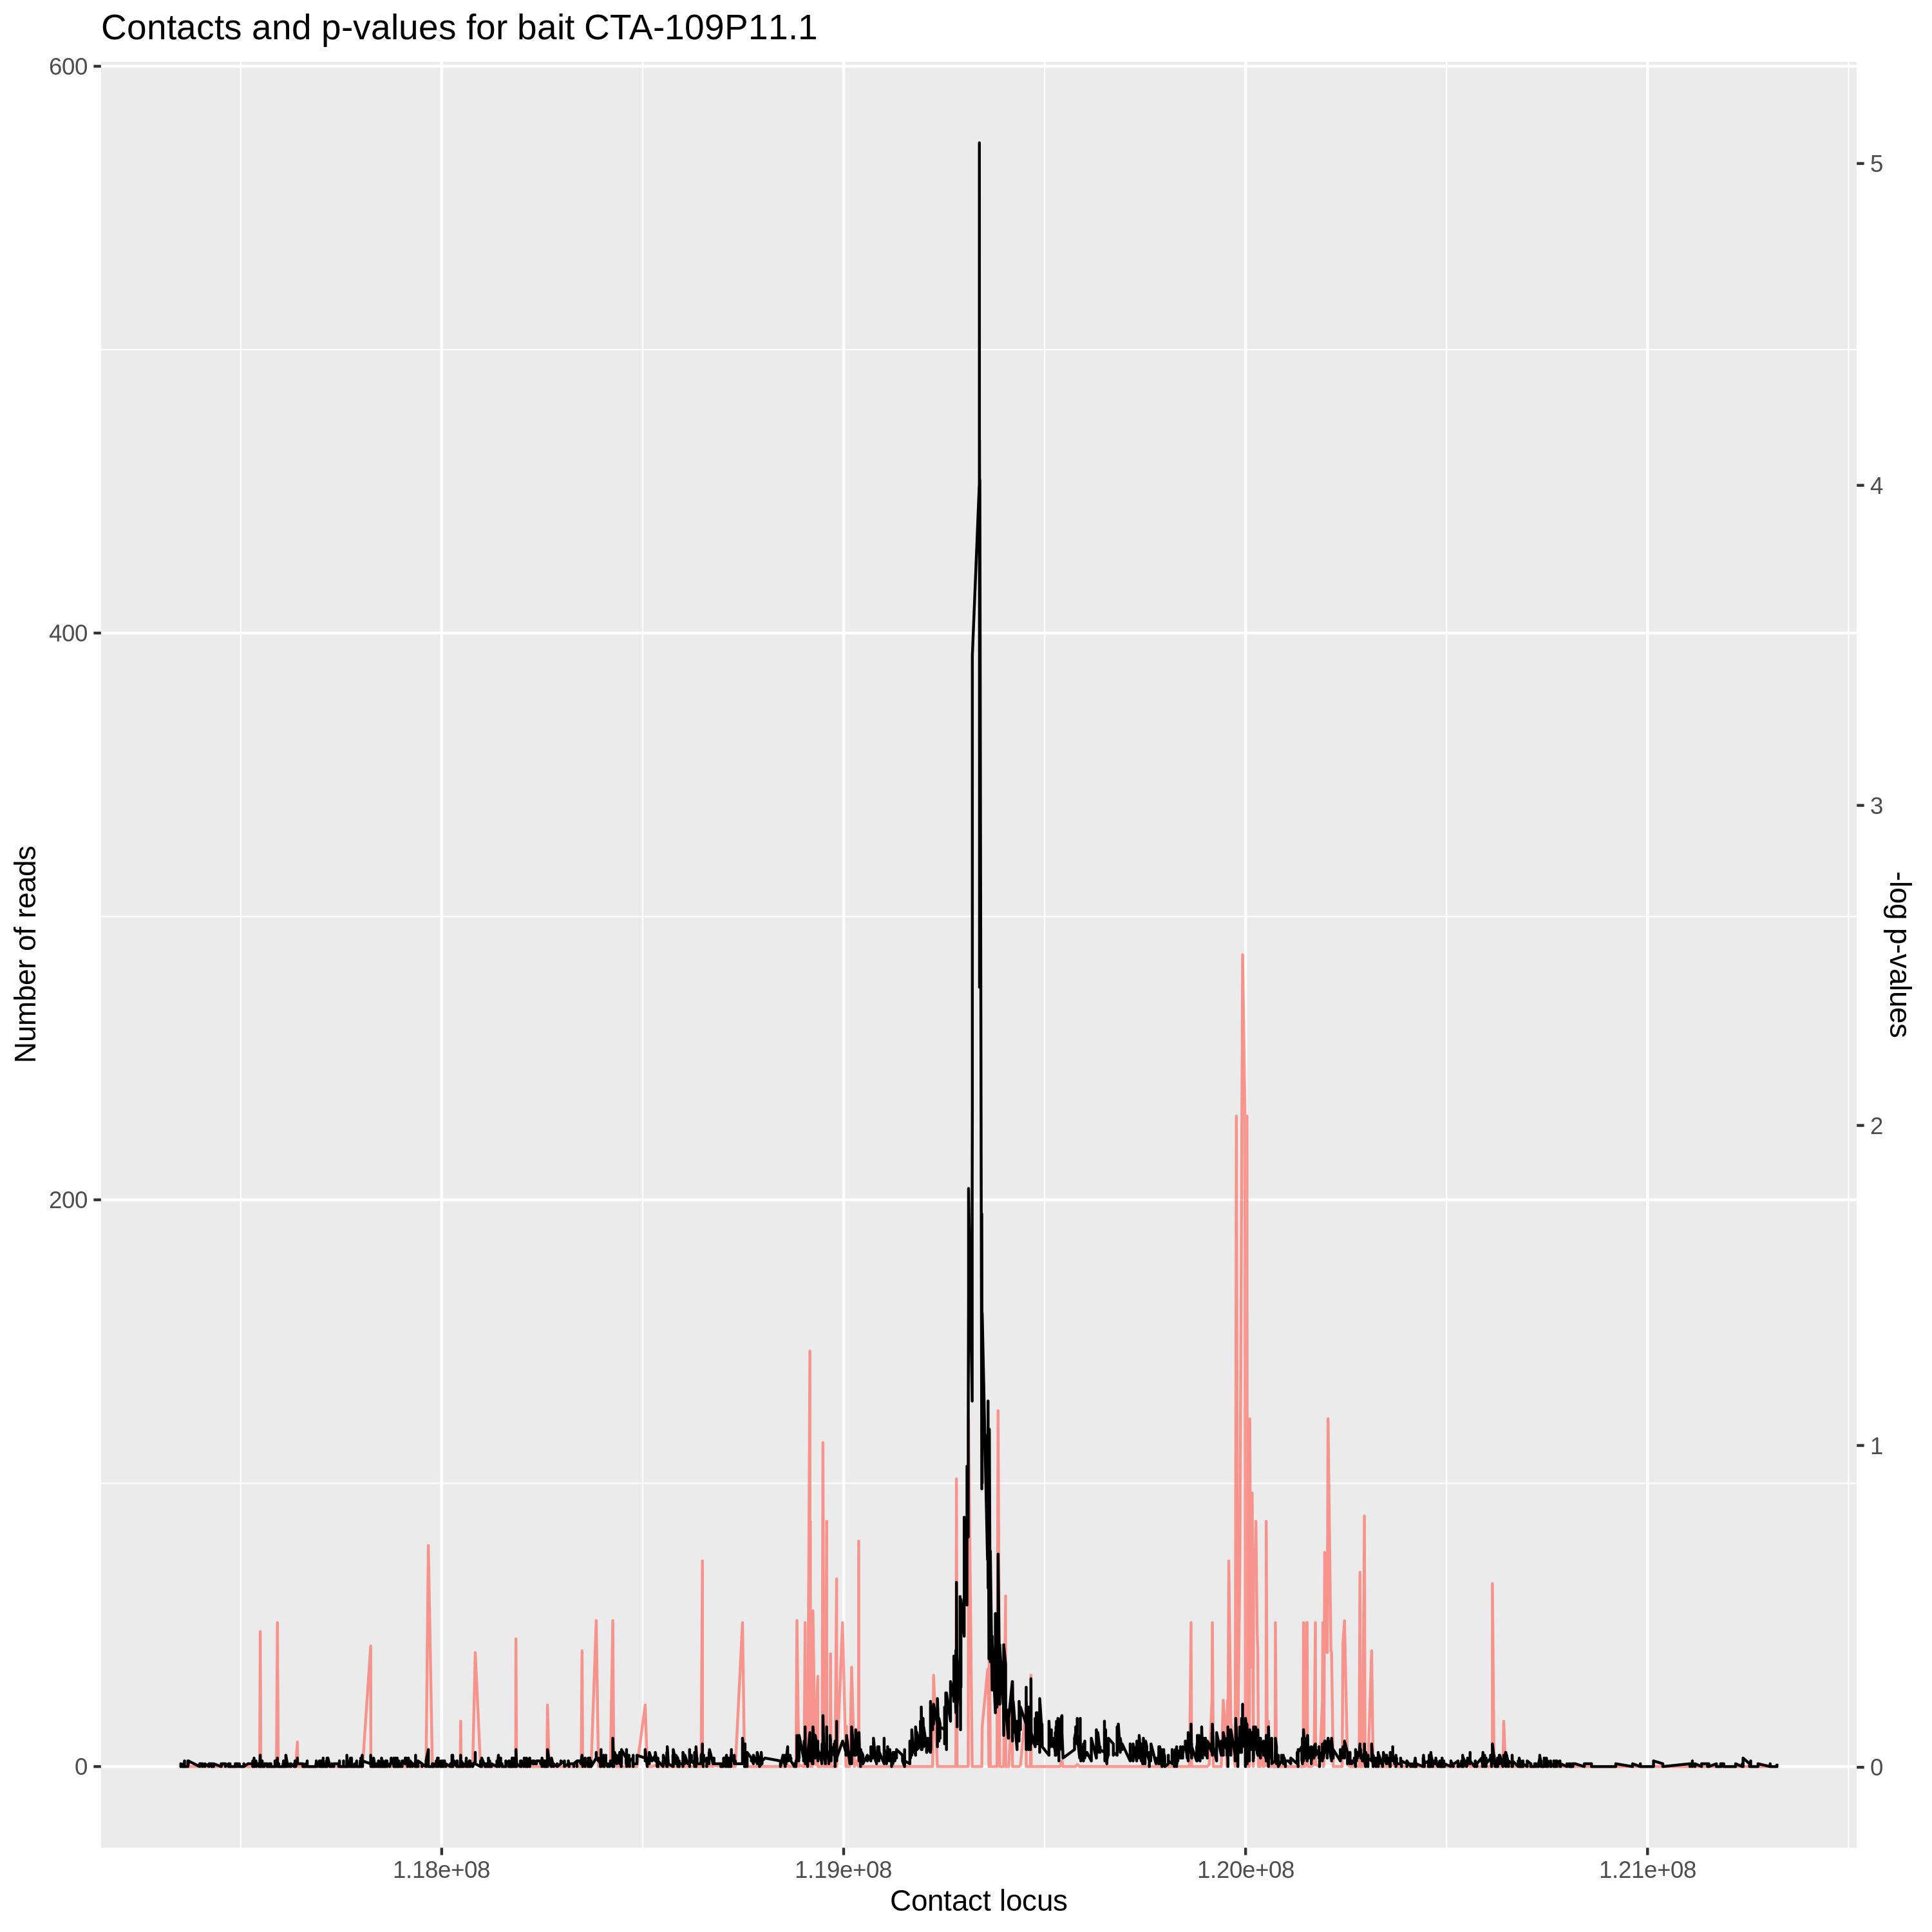 Contacts and p-values for bait CTA-109P11.1
600
400
200
0
Number of reads
5
4
3
2
1
0
-log p-values
1.18e+08
1.19e+08
1.20e+08
1.21e+08
Contact locus